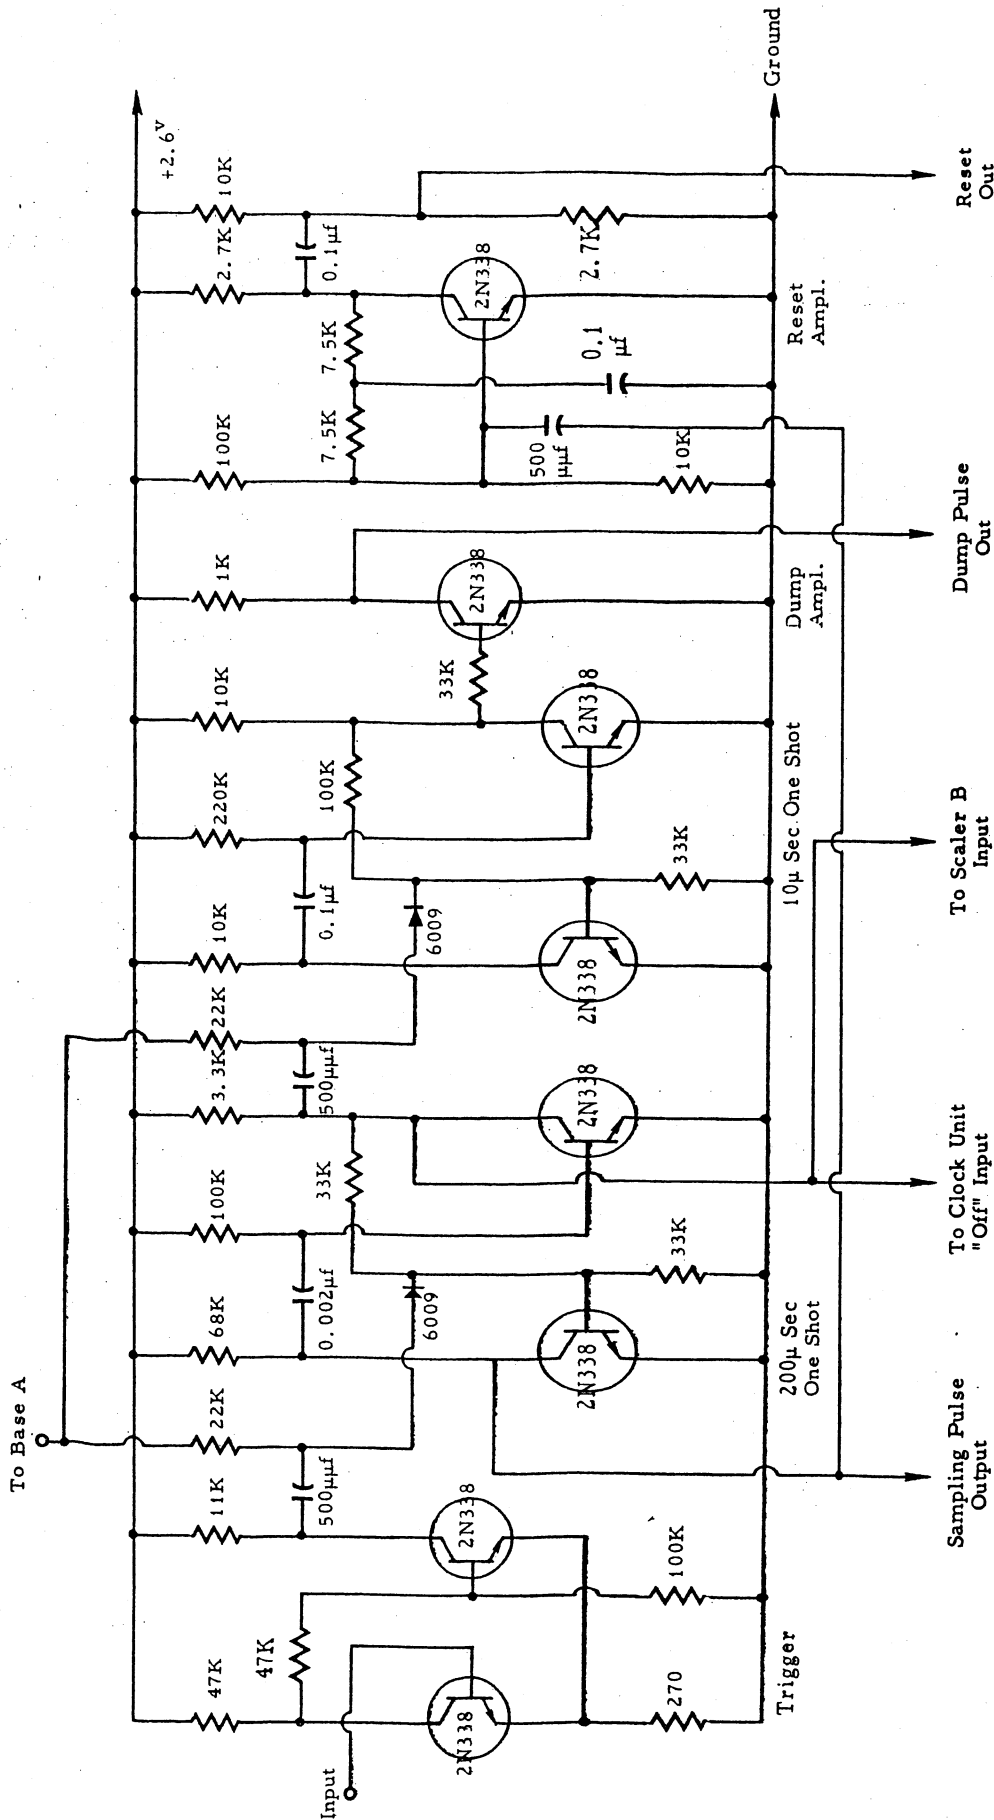 To Base A
+2.6v
47K
11K
22K
68K
100K
3.3K
22K
10K
220K
10K
1K
100K
2.7K
10K
500µµf
0.002µf
500µµf
0.1µf
0.1µf
Input
47K
33K
100K
7.5K
7.5K
6009
6009
33K
500
µµf
0.1
µf
2.7K
2N338
2N338
2N338
2N338
2N338
2N338
2N338
2N338
270
100K
33K
33K
10K
Ground
Trigger
200µ Sec
One Shot
10µ Sec. One Shot
Dump
Ampl.
Reset
Ampl.
Sampling Pulse
Output
To Clock Unit
"Off" Input
To Scaler B
Input
Dump Pulse
Out
Reset
Out